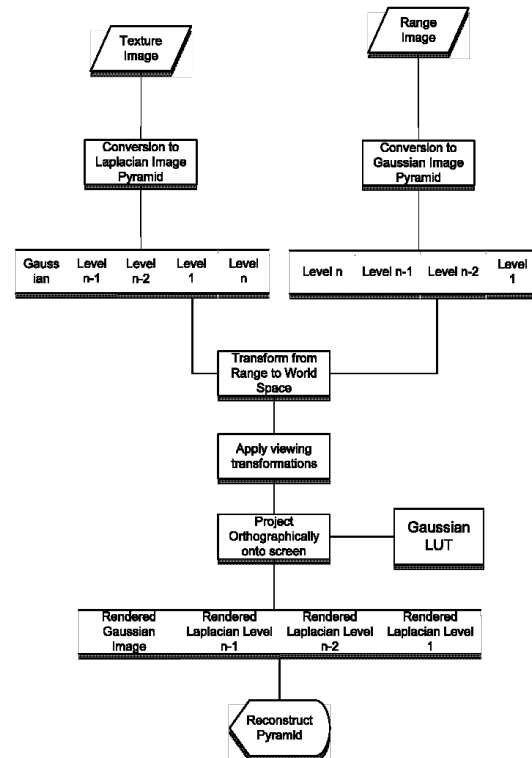 Texture
Image
Range
Image
Conversion to
Laplacian Image
Pyramid
Conversion to
Gaussian Image
Pyramid
Gauss
ian
Level
n-1
Level
n-2
Level
1
Level
n
Level n
Level n-1
Level n-2
Level
1
Transform from
Range to World
Space
Apply viewing
transformations
Project
Orthographically
onto screen
Gaussian
LUT
Rendered
Gaussian
Image
Rendered
Laplacian Level
n-1
Rendered
Laplacian Level
n-2
Rendered
Laplacian Level
1
Reconstruct
Pyramid